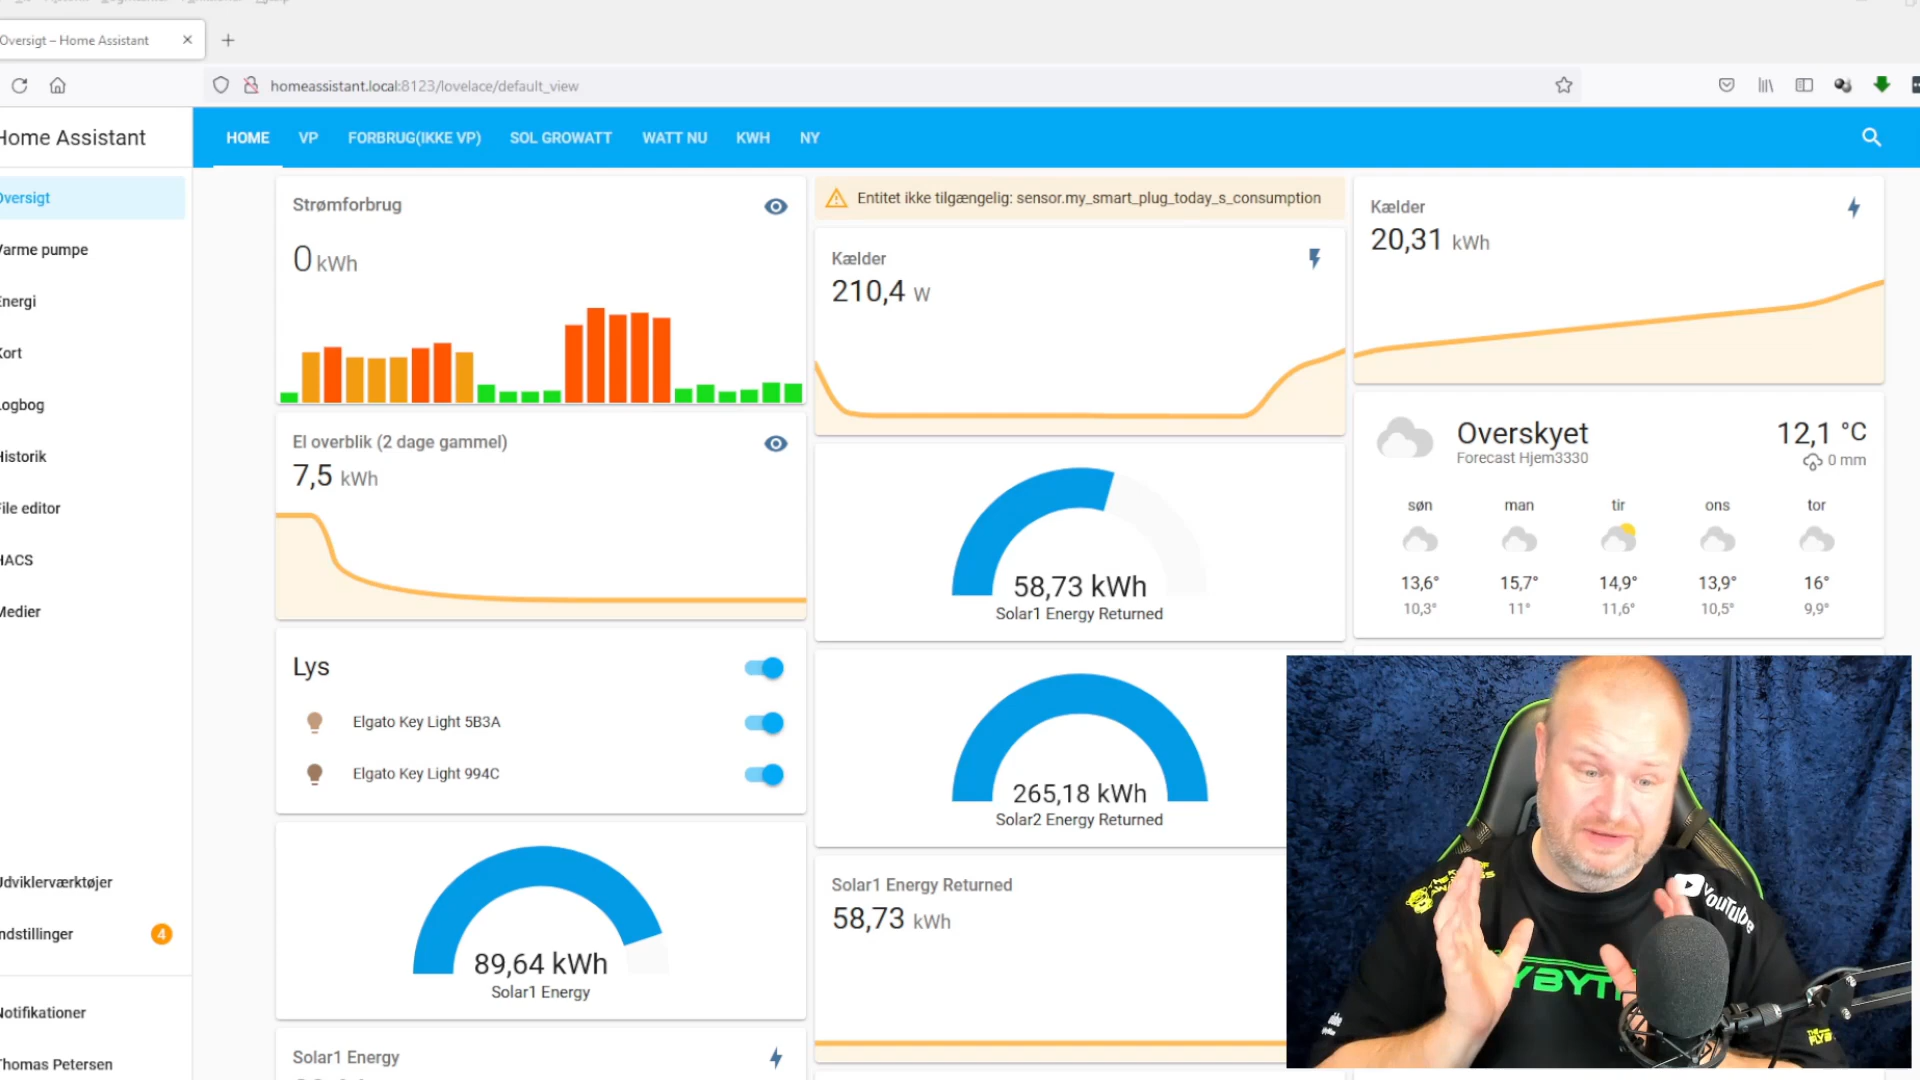 Oversigt – Home Assistant
homeassistant.local:8123/lovelace/default_view
Home Assistant
HOME
VP
FORBRUG(IKKE VP)
SOL GROWATT
WATT NU
KWH
NY
Oversigt
Varme pumpe
Energi
Kort
Logbog
Historik
File editor
HACS
Medier
Udviklerværktøjer
Indstillinger
4
Notifikationer
Thomas Petersen
Strømforbrug
0 kWh
El overblik (2 dage gammel)
7,5 kWh
Lys
Elgato Key Light 5B3A
Elgato Key Light 994C
89,64 kWh
Solar1 Energy
Solar1 Energy
Entitet ikke tilgængelig: sensor.my_smart_plug_today_s_consumption
Kælder
210,4 W
58,73 kWh
Solar1 Energy Returned
265,18 kWh
Solar2 Energy Returned
Solar1 Energy Returned
58,73 kWh
Kælder
20,31 kWh
Overskyet
12,1 °C
Forecast Hjem3330
0 mm
søn man tir ons tor
13,6° 15,7° 14,9° 13,9° 16°
10,3° 11° 11,6° 10,5° 9,9°
YouTube